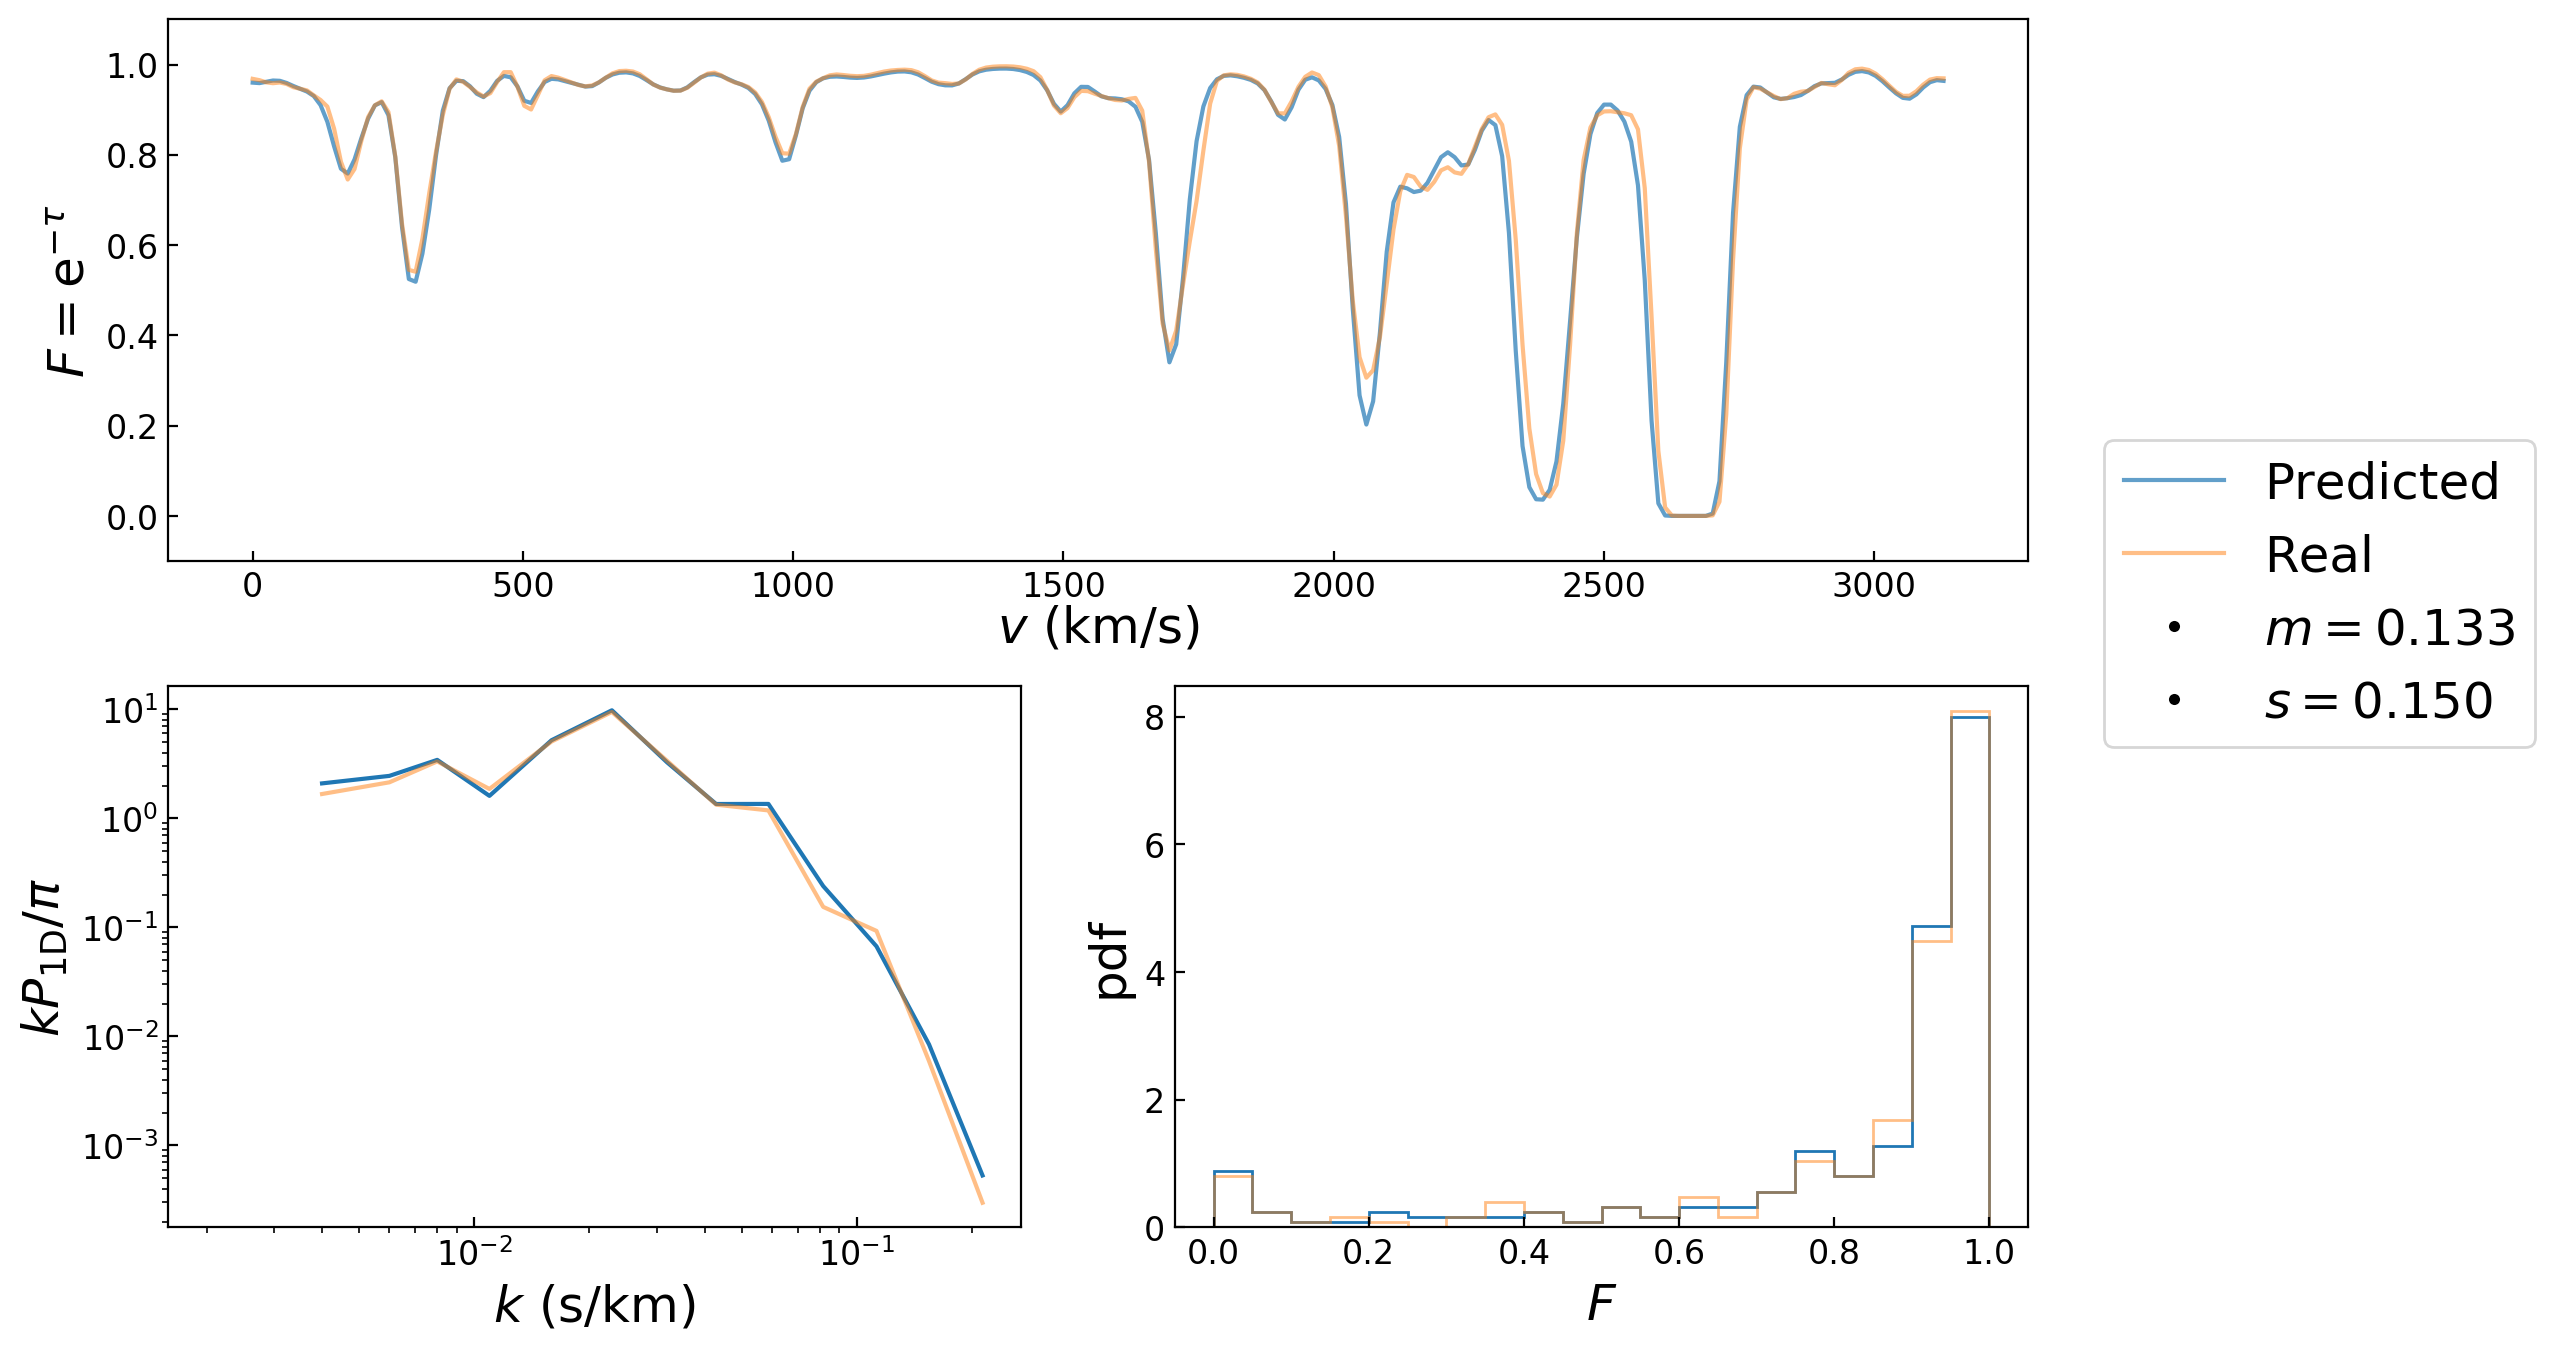 1.0
0.8
0.6
0.4
0.2
0.0
F = e^{−τ}
0 500 1000 1500 2000 2500 3000
v (km/s)
Predicted
Real
m = 0.133
s = 0.150
10^1
10^0
10^{−1}
10^{−2}
10^{−3}
kP_{1D}/π
10^{−2} 10^{−1}
k (s/km)
8
6
4
2
0
pdf
0.0 0.2 0.4 0.6 0.8 1.0
F